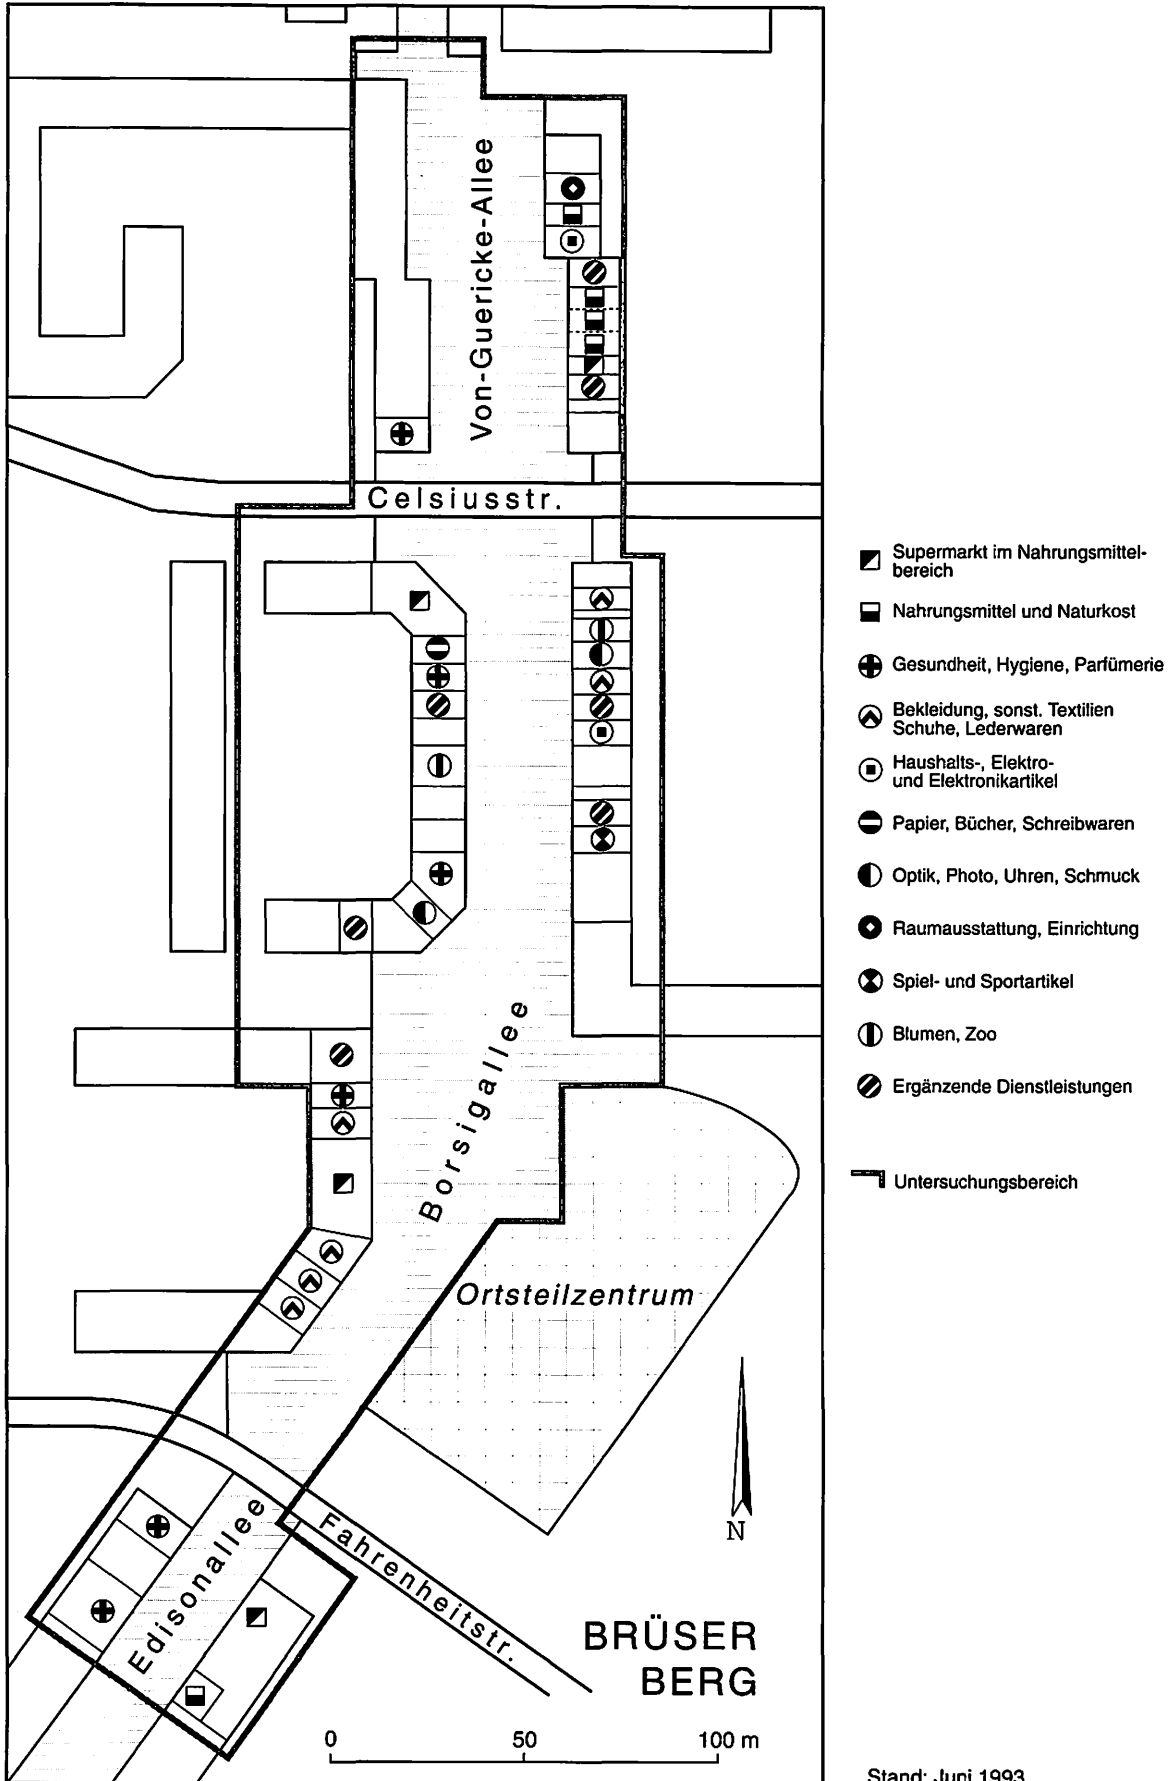 Von-Guericke-Allee
Celsiusstr.
Borsigallee
Ortsteilzentrum
Edisonallee
Fahrenheitstr.
N
BRÜSER
BERG
0 50 100 m
Supermarkt im Nahrungsmittel-
bereich
Nahrungsmittel und Naturkost
Gesundheit, Hygiene, Parfümerie
Bekleidung, sonst. Textilien
Schuhe, Lederwaren
Haushalts-, Elektro-
und Elektronikartikel
Papier, Bücher, Schreibwaren
Optik, Photo, Uhren, Schmuck
Raumausstattung, Einrichtung
Spiel- und Sportartikel
Blumen, Zoo
Ergänzende Dienstleistungen
Untersuchungsbereich
Stand: Juni 1993